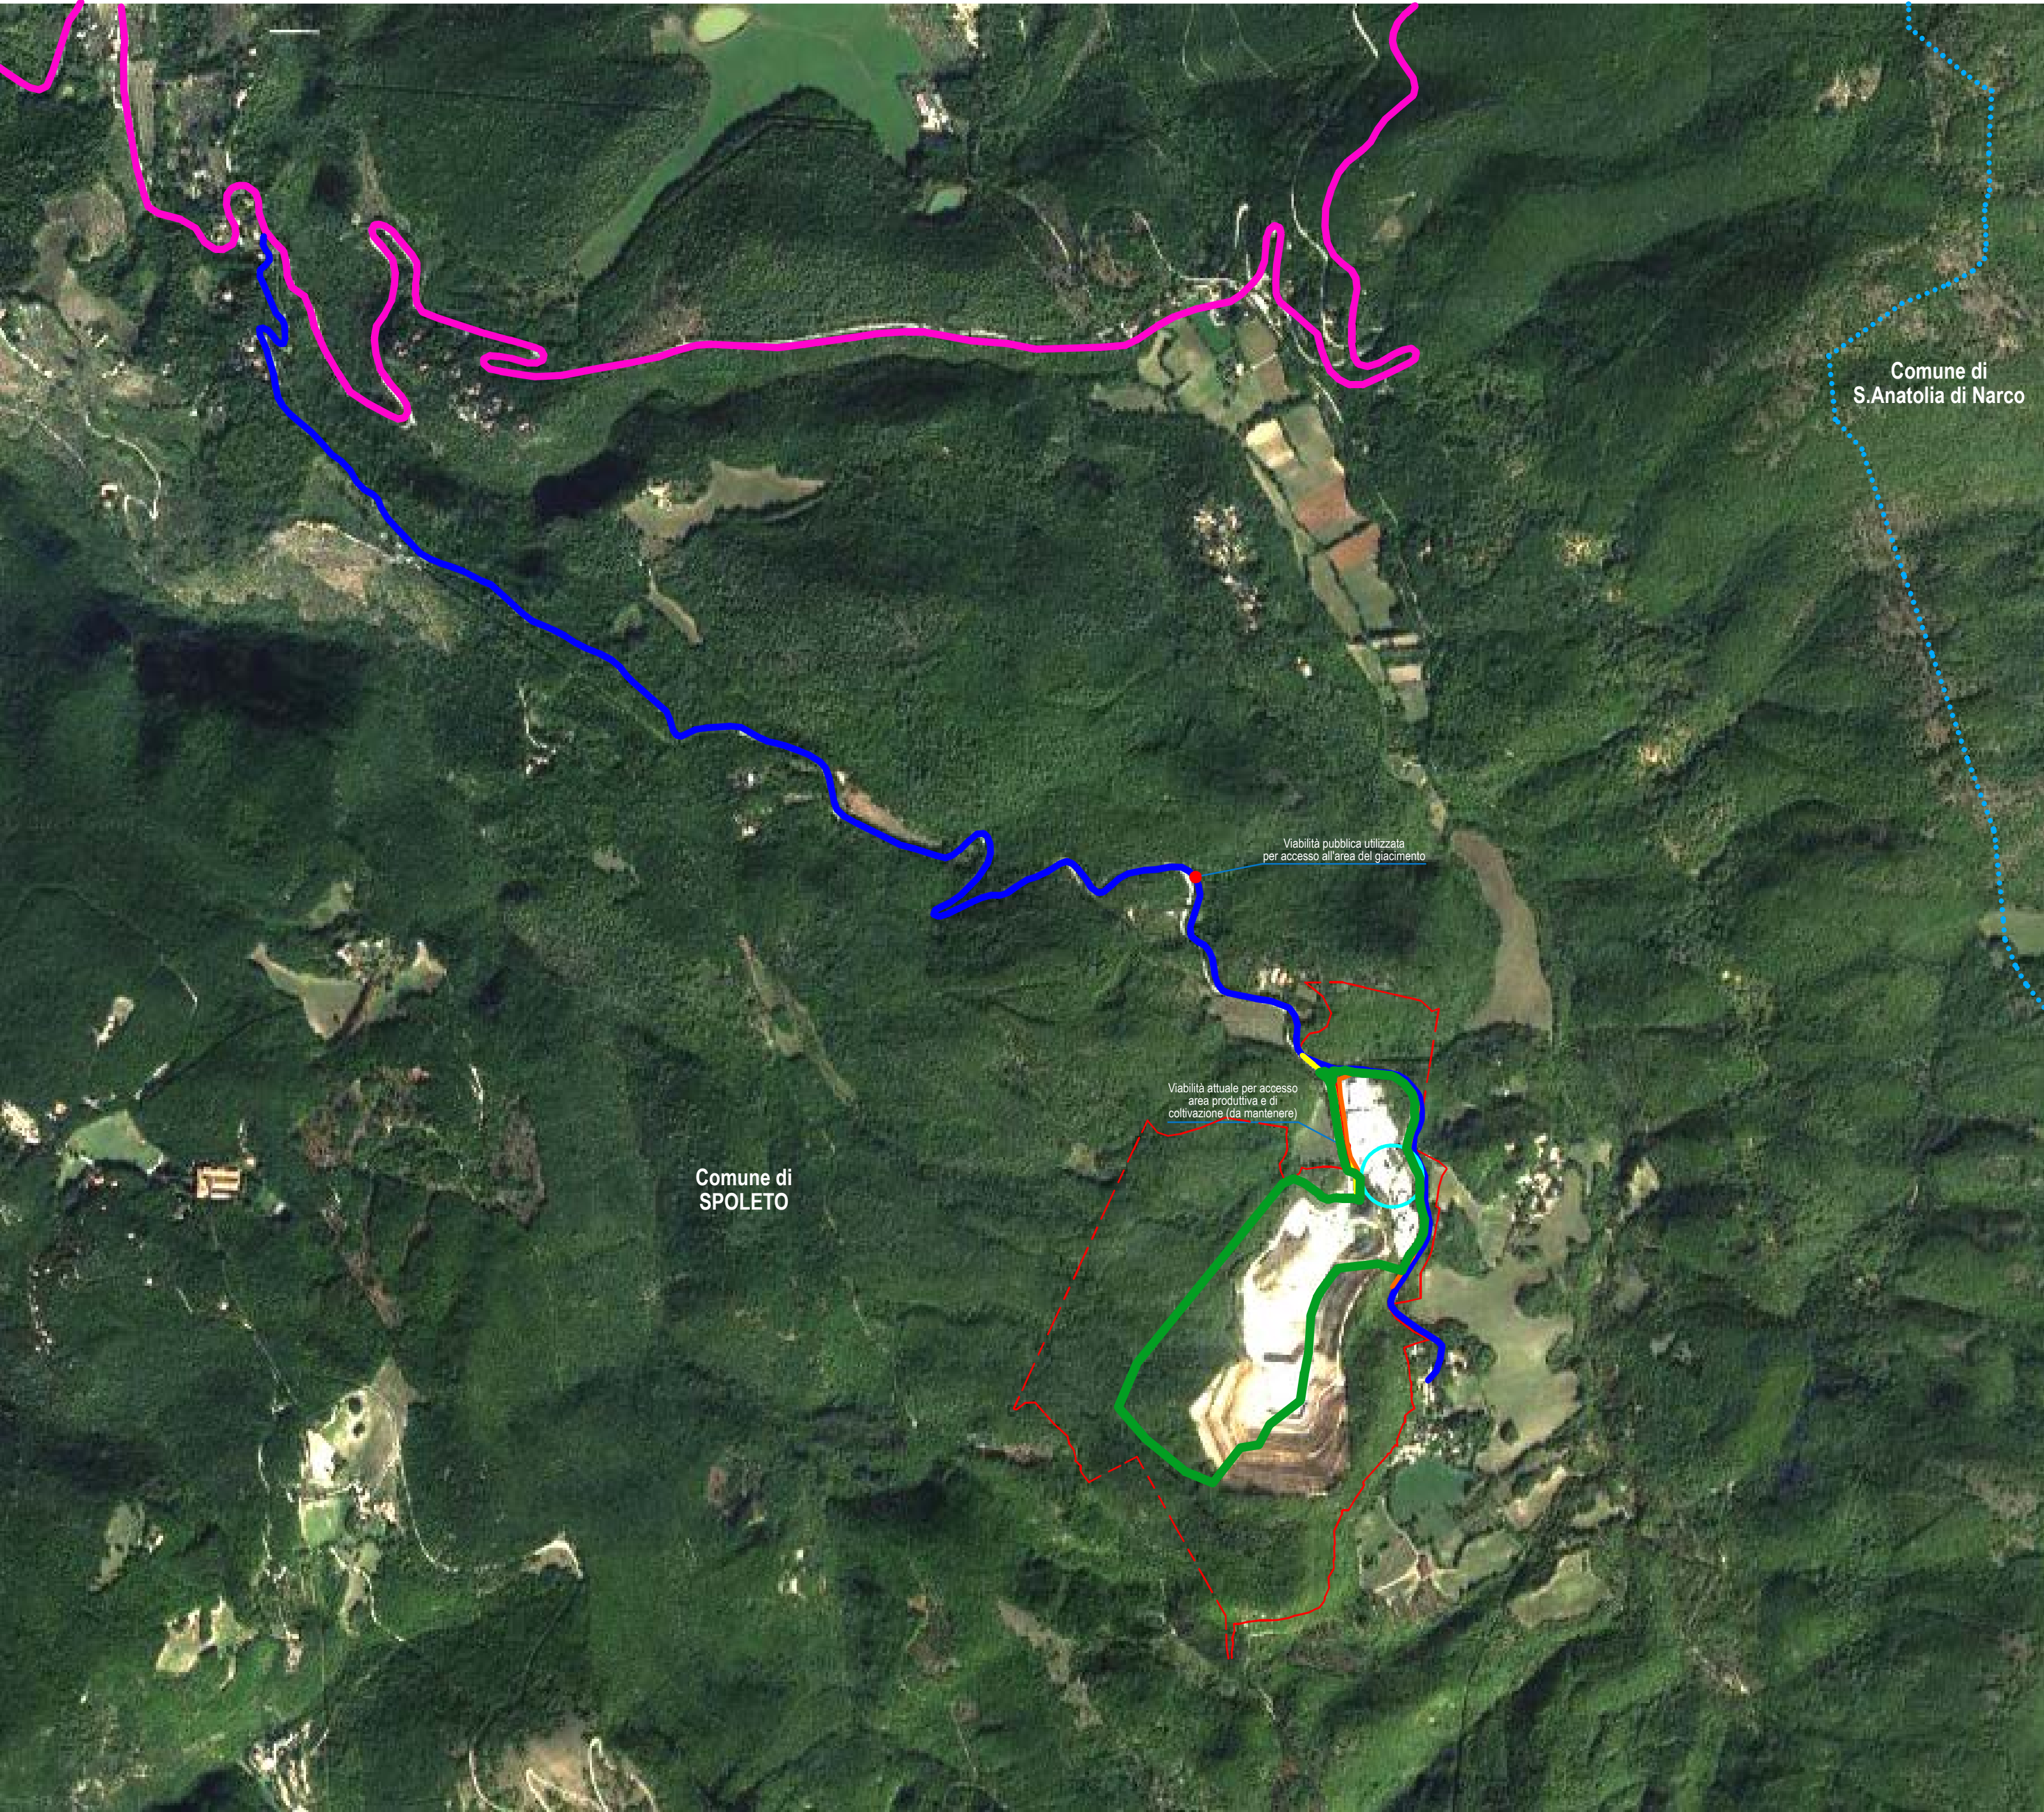 Comune di
S.Anatolia di Narco
Viabilità pubblica utilizzata
per accesso all'area del giacimento
Viabilità attuale per accesso
area produttiva e di
coltivazione (da mantenere)
Comune di
SPOLETO